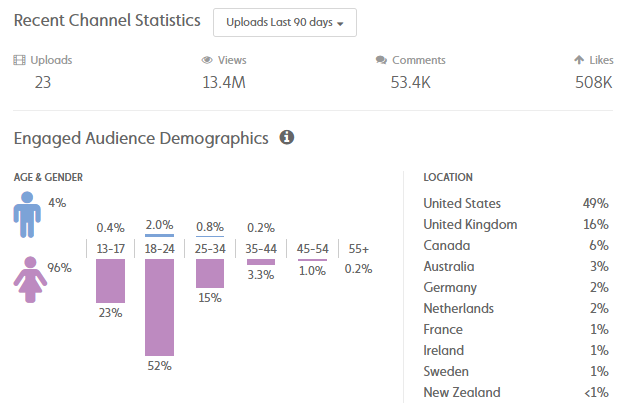 Recent Channel Statistics Uploads Last 90 days
Uploads Views Comments Likes
23 13.4M 53.4K 508K
Engaged Audience Demographics i
AGE & GENDER
4%
0.4% 2.0% 0.8% 0.2%
13-17 18-24 25-34 35-44 45-54 55+
96%
23% 52% 15% 3.3% 1.0% 0.2%
LOCATION
United States 49%
United Kingdom 16%
Canada 6%
Australia 3%
Germany 2%
Netherlands 2%
France 1%
Ireland 1%
Sweden 1%
New Zealand <1%